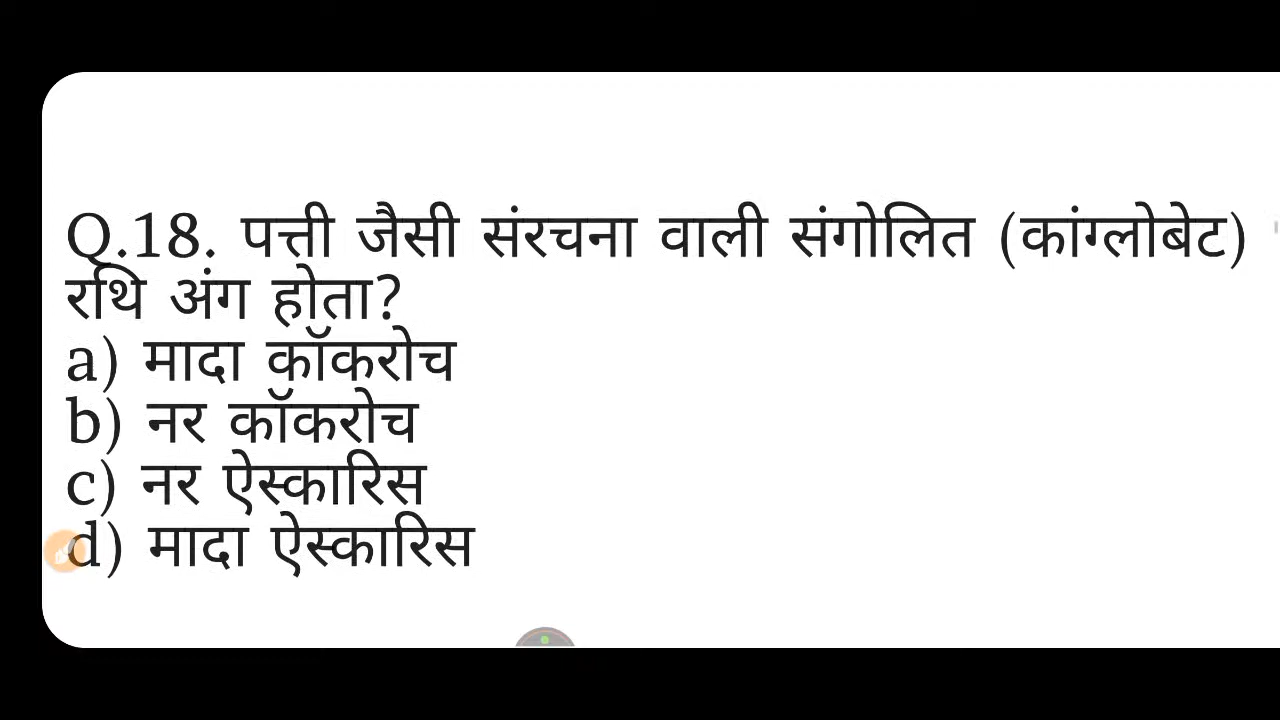 Q.18. पत्ती जैसी संरचना वाली संगोलित (कांग्लोबेट)
रथि अंग होता?
a) मादा कॉकरोच
b) नर कॉकरोच
c) नर ऐस्कारिस
d) मादा ऐस्कारिस